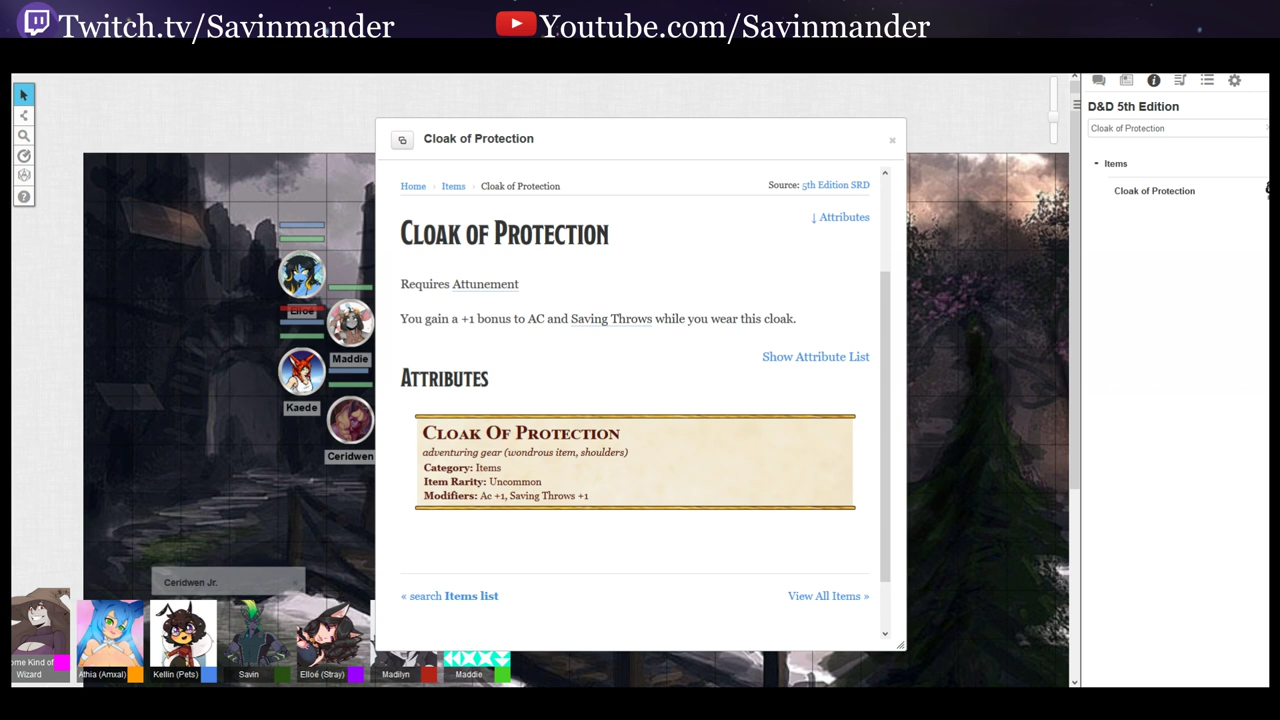 Twitch.tv/Savinmander
Youtube.com/Savinmander
D&D 5th Edition
Cloak of Protection
Items
Cloak of Protection
Cloak of Protection
Home › Items › Cloak of Protection
Source: 5th Edition SRD
↓ Attributes
Cloak of Protection
Requires Attunement
You gain a +1 bonus to AC and Saving Throws while you wear this cloak.
Show Attribute List
Attributes
Cloak Of Protection
adventuring gear (wondrous item, shoulders)
Category: Items
Item Rarity: Uncommon
Modifiers: Ac +1, Saving Throws +1
« search Items list
View All Items »
Elloe
Maddie
Kaede
Ceridwen
Ceridwen Jr.
ome Kind of
Wizard
Athia (Amxal)
Kellin (Pets)
Savin
Elloé (Stray)
Madilyn
Maddie